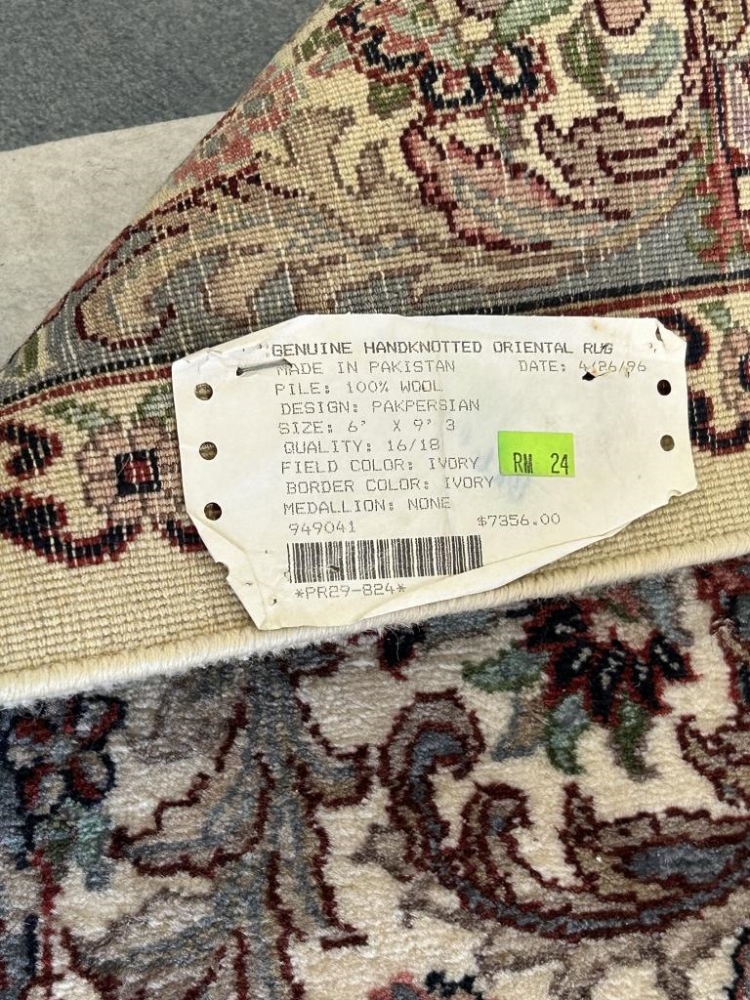 GENUINE HANDKNOTTED ORIENTAL RUG
MADE IN PAKISTAN DATE: 4/26/96
PILE: 100% WOOL
DESIGN: PAKPERSIAN
SIZE: 6' X 9' 3
QUALITY: 16/18
FIELD COLOR: IVORY
RM 24
BORDER COLOR: IVORY
MEDALLION: NONE
949041 $7356.00
*PR29-824*